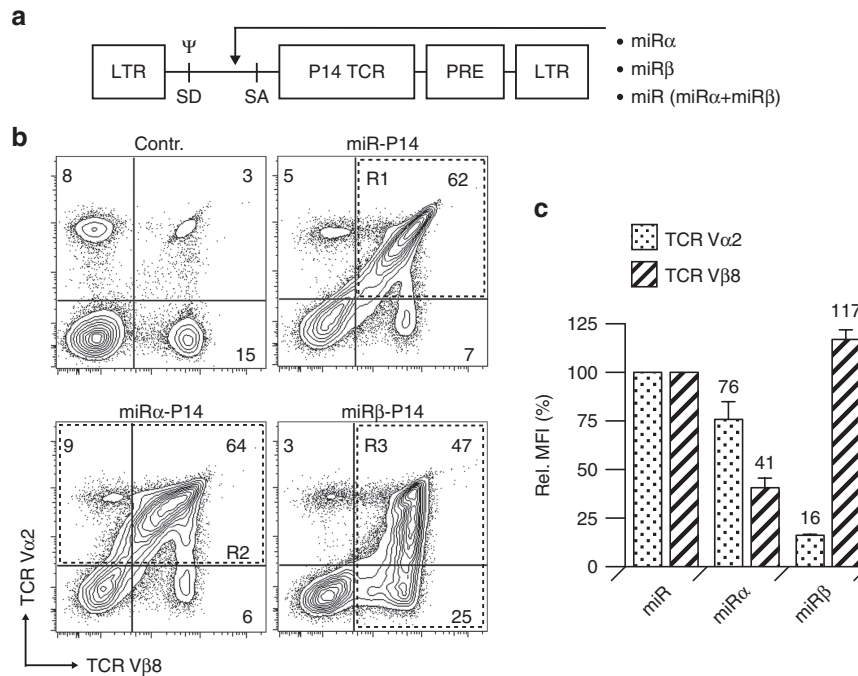 a
Ψ
LTR
P14 TCR
PRE
LTR
SD
SA
• miRα
• miRβ
• miR (miRα+miRβ)
b
Contr.
8
3
15
miR-P14
5
R1
62
7
miRα-P14
9
64
R2
6
miRβ-P14
3
R3
47
25
TCR Vα2
TCR Vβ8
c
TCR Vα2
TCR Vβ8
Rel. MFI (%)
125
100
75
50
25
0
76
41
16
117
miR
miRα
miRβ